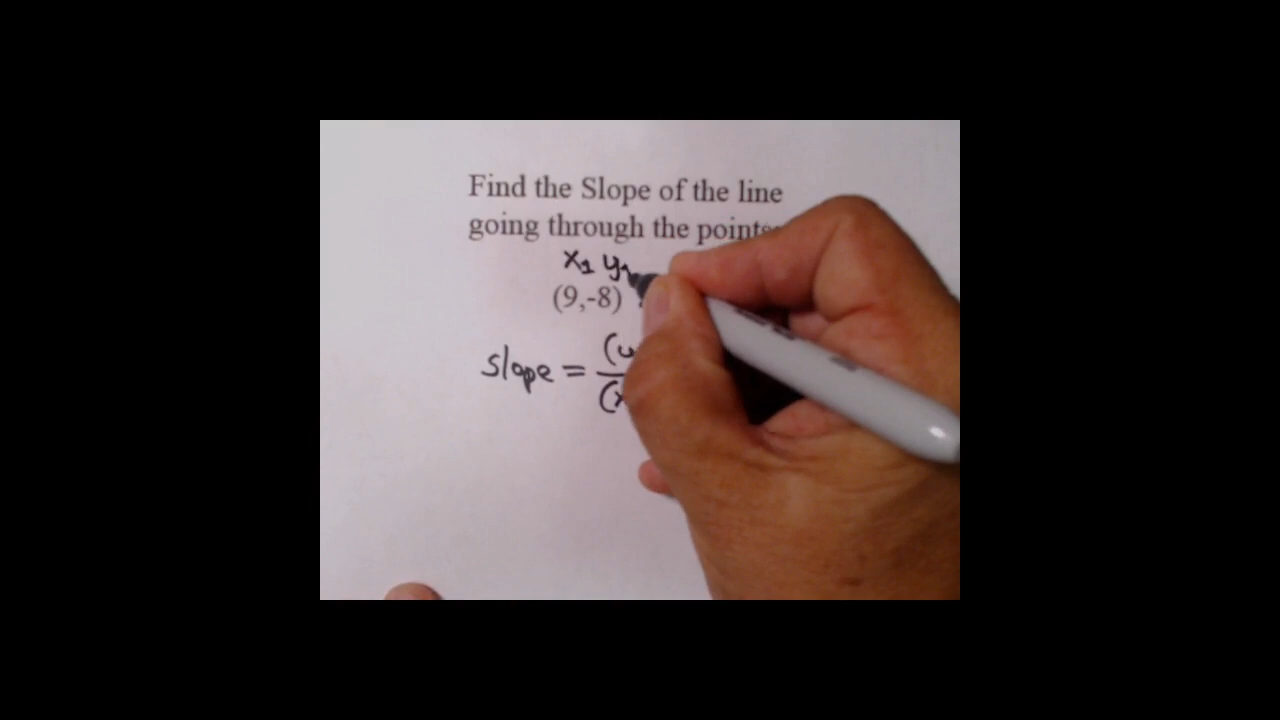 Find the Slope of the line
going through the points
x1 y1
(9,-8)
slope = (
(x